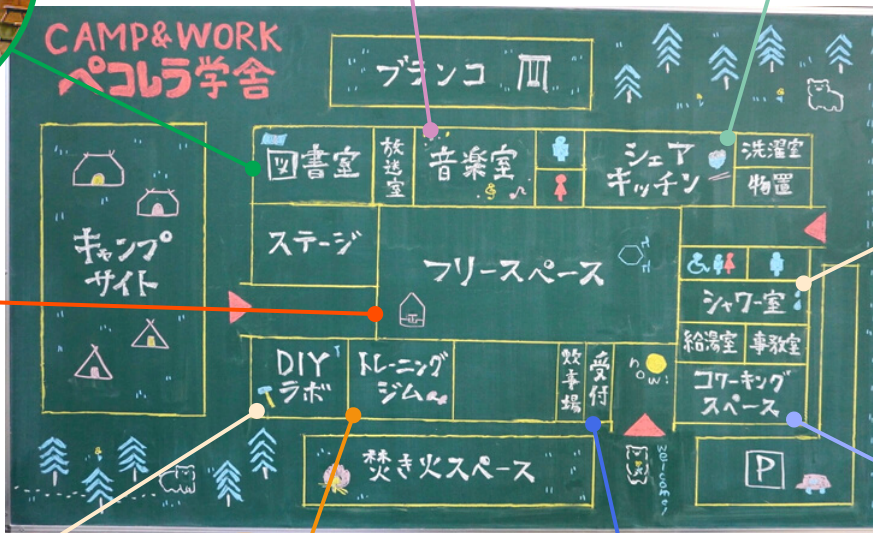 CAMP&WORK
ペコレラ学舎
ブランコ
図書室
放送室
音楽室
シェア
キッチン
洗濯室
物置
キャンプ
サイト
ステージ
フリースペース
シャワー室
給湯室
事務室
DIY
ラボ
トレーニング
ジム
炊事場
受付
now!
コワーキング
スペース
焚き火スペース
welcome!
P